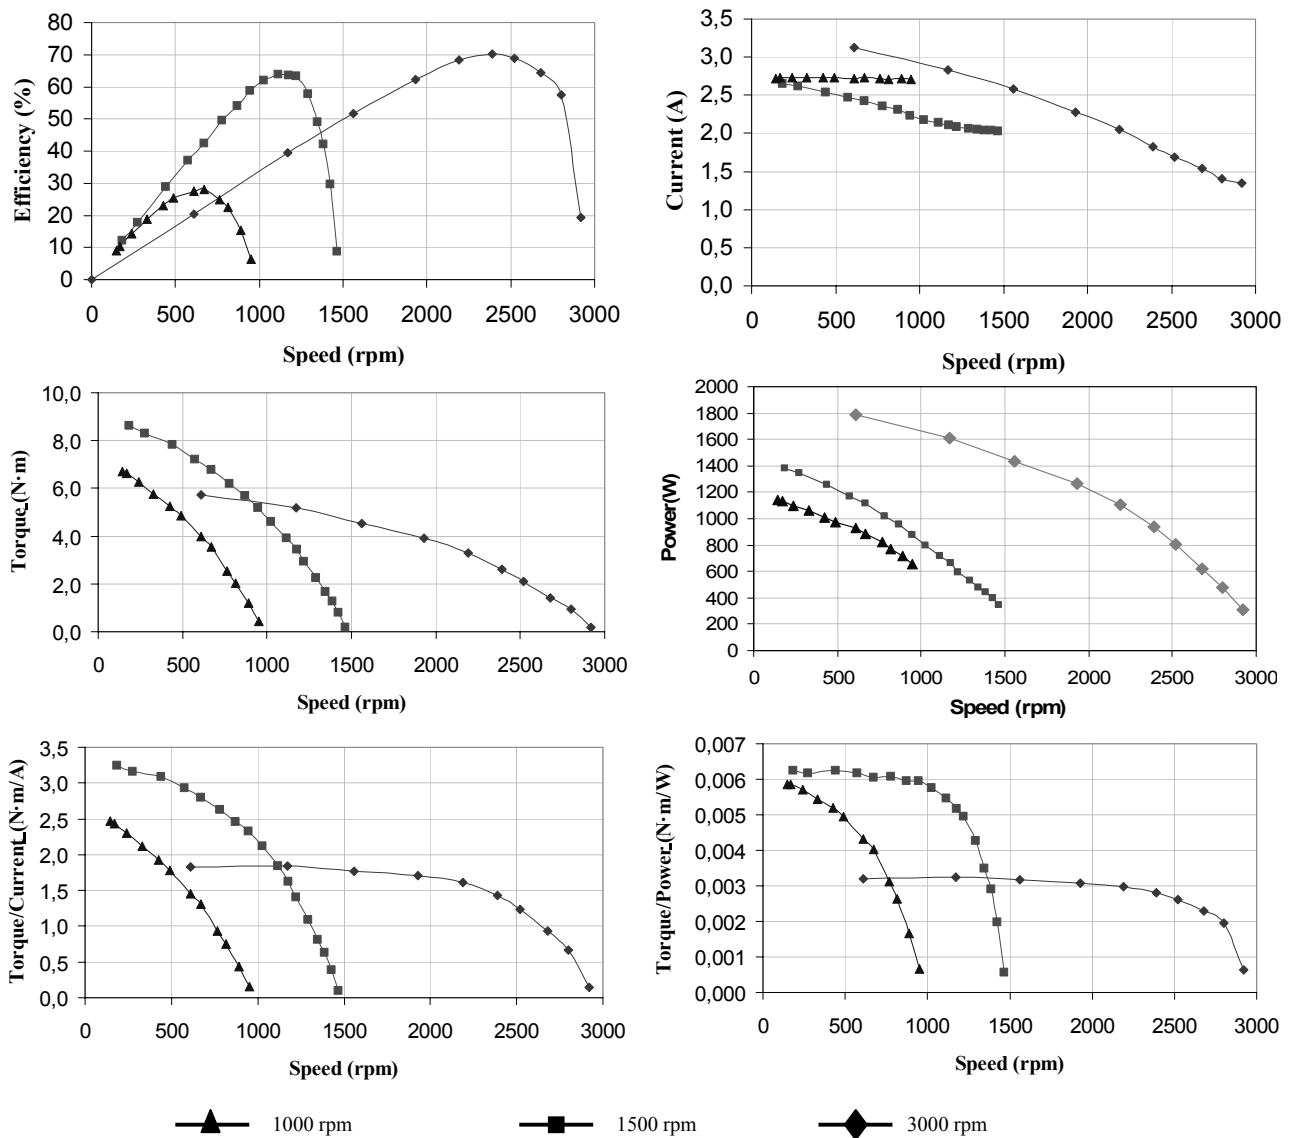 Efficiency (%)
80
70
60
50
40
30
20
10
0
0 500 1000 1500 2000 2500 3000
Speed (rpm)
Current (A)
3,5
3,0
2,5
2,0
1,5
1,0
0,5
0,0
0 500 1000 1500 2000 2500 3000
Speed (rpm)
Torque (N·m)
10,0
8,0
6,0
4,0
2,0
0,0
0 500 1000 1500 2000 2500 3000
Speed (rpm)
Power(W)
2000
1800
1600
1400
1200
1000
800
600
400
200
0
0 500 1000 1500 2000 2500 3000
Speed (rpm)
Torque/Current (N·m/A)
3,5
3,0
2,5
2,0
1,5
1,0
0,5
0,0
0 500 1000 1500 2000 2500 3000
Speed (rpm)
Torque/Power (N·m/W)
0,007
0,006
0,005
0,004
0,003
0,002
0,001
0,000
0 500 1000 1500 2000 2500 3000
Speed (rpm)
1000 rpm 1500 rpm 3000 rpm